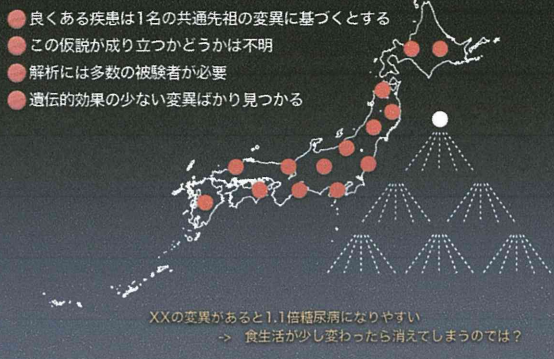 良くある疾患は1名の共通先祖の変異に基づくとする
この仮説が成り立つかどうかは不明
解析には多数の被験者が必要
遺伝的効果の少ない変異ばかり見つかる
XXの変異があると1.1倍糖尿病になりやすい
-> 食生活が少し変わったら消えてしまうのでは？